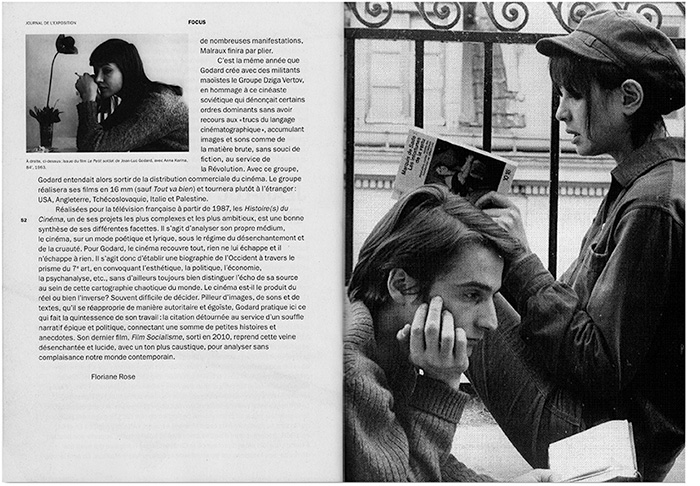 JOURNAL DE L'EXPOSITION
FOCUS
À droite, ci-dessus: Issue du film Le Petit soldat de Jean-Luc Godard, avec Anna Karina,
de nombreuses manifestations,
Malraux finira par plier.
C'est la même année que
Godard crée avec des militants
maoïstes le Groupe Dziga Vertov,
en hommage à ce cinéaste
soviétique qui dénonçait certains
ordres dominants sans avoir
recours aux « trucs du langage
cinématographique », accumulant
images et sons comme de
la matière brute, sans souci de
fiction, au service de
la Révolution. Avec ce groupe,
Godard entendait alors sortir de la distribution commerciale du cinéma. Le groupe
réalisera ses films en 16 mm (sauf Tout va bien) et tournera plutôt à l'étranger :
USA, Angleterre, Tchécoslovaquie, Italie et Palestine.
Réalisées pour la télévision française à partir de 1987, les Histoire(s) du
52
Cinéma, un de ses projets les plus complexes et les plus ambitieux, est une bonne
synthèse de ses différentes facettes. Il s'agit d'analyser son propre médium,
le cinéma, sur un mode poétique et lyrique, sous le régime du désenchantement et
de la cruauté. Pour Godard, le cinéma recouvre tout, rien ne lui échappe et il
n'échappe à rien. Il s'agit donc d'établir une biographie de l'Occident à travers le
prisme du 7e art, en convoquant l'esthétique, la politique, l'économie,
la psychanalyse, etc., sans d'ailleurs toujours bien distinguer l'écho de sa source
au sein de cette cartographie chaotique du monde. Le cinéma est-il le produit du
réel ou bien l'inverse? Souvent difficile de décider. Pilleur d'images, de sons et de
textes, qu'il se réapproprie de manière autoritaire et égoïste, Godard pratique ici ce
qui fait la quintessence de son travail : la citation détournée au service d'un souffle
narratif épique et politique, connectant une somme de petites histoires et
anecdotes. Son dernier film, Film Socialisme, sorti en 2010, reprend cette veine
désenchantée et lucide, avec un ton plus caustique, pour analyser sans
complaisance notre monde contemporain.
Floriane Rose